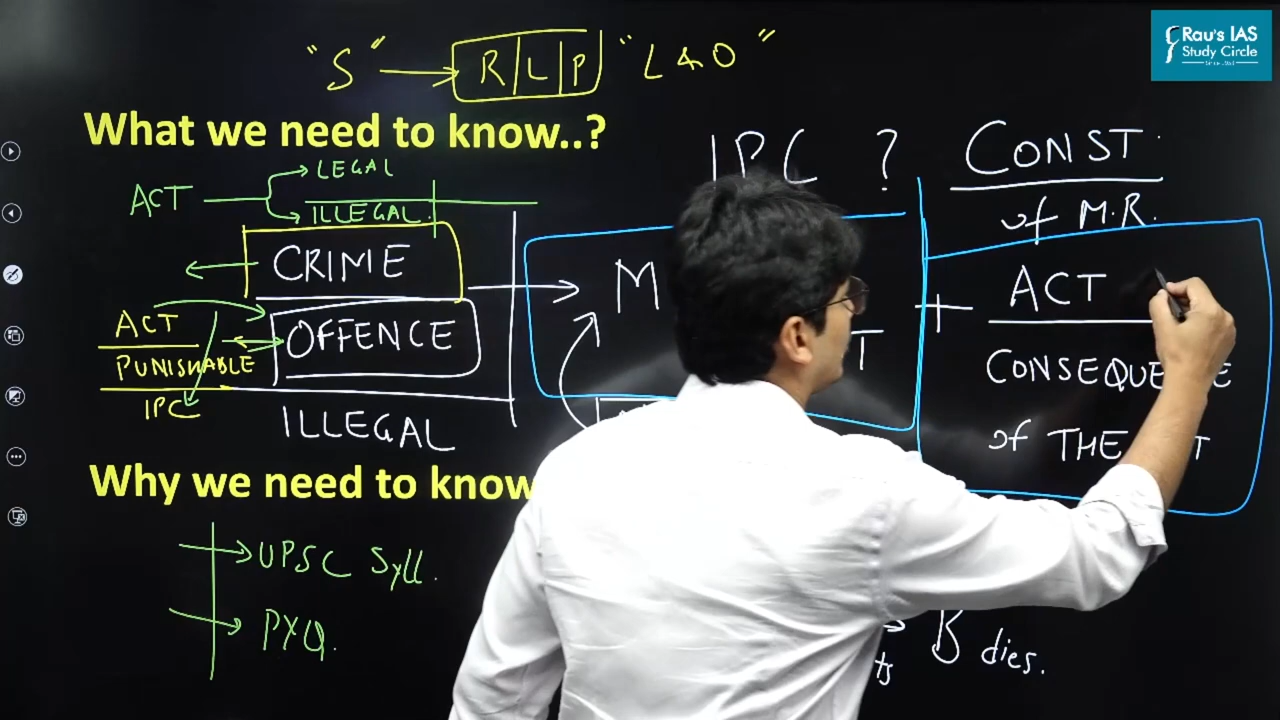 Rau's IAS
Study Circle
"S" → R|L|P "L & O"
What we need to know..?
ACT
LEGAL
ILLEGAL.
CRIME
ACT
PUNISHABLE
IPC
OFFENCE
ILLEGAL
IPC ?
M
T
+
CONST.
of M.R.
ACT
CONSEQUE E
of THE T
Why we need to know
UPSC Syll.
PYQ.
ts
B dies.